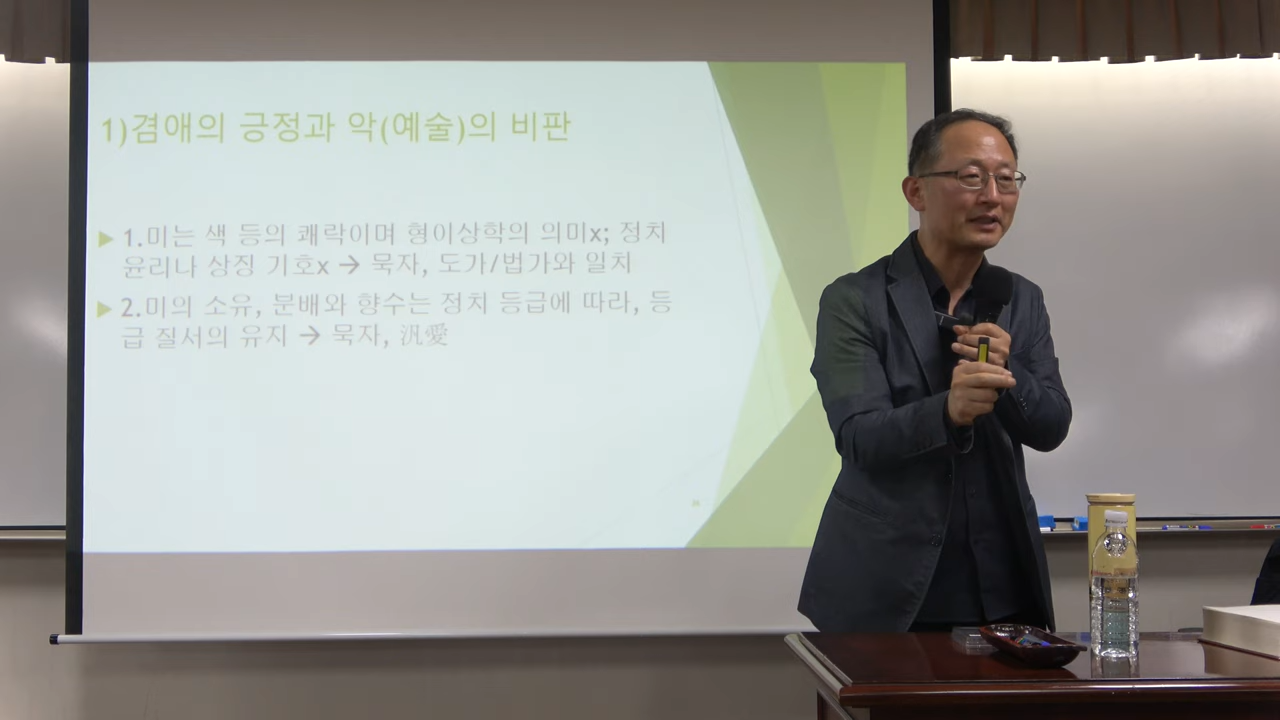 1)겸애의 긍정과 악(예술)의 비판
1.미는 색 등의 쾌락이며 형이상학의 의미x; 정치
윤리나 상징 기호x → 묵자, 도가/법가와 일치
2.미의 소유, 분배와 향수는 정치 등급에 따라, 등
급 질서의 유지 → 묵자, 汎愛